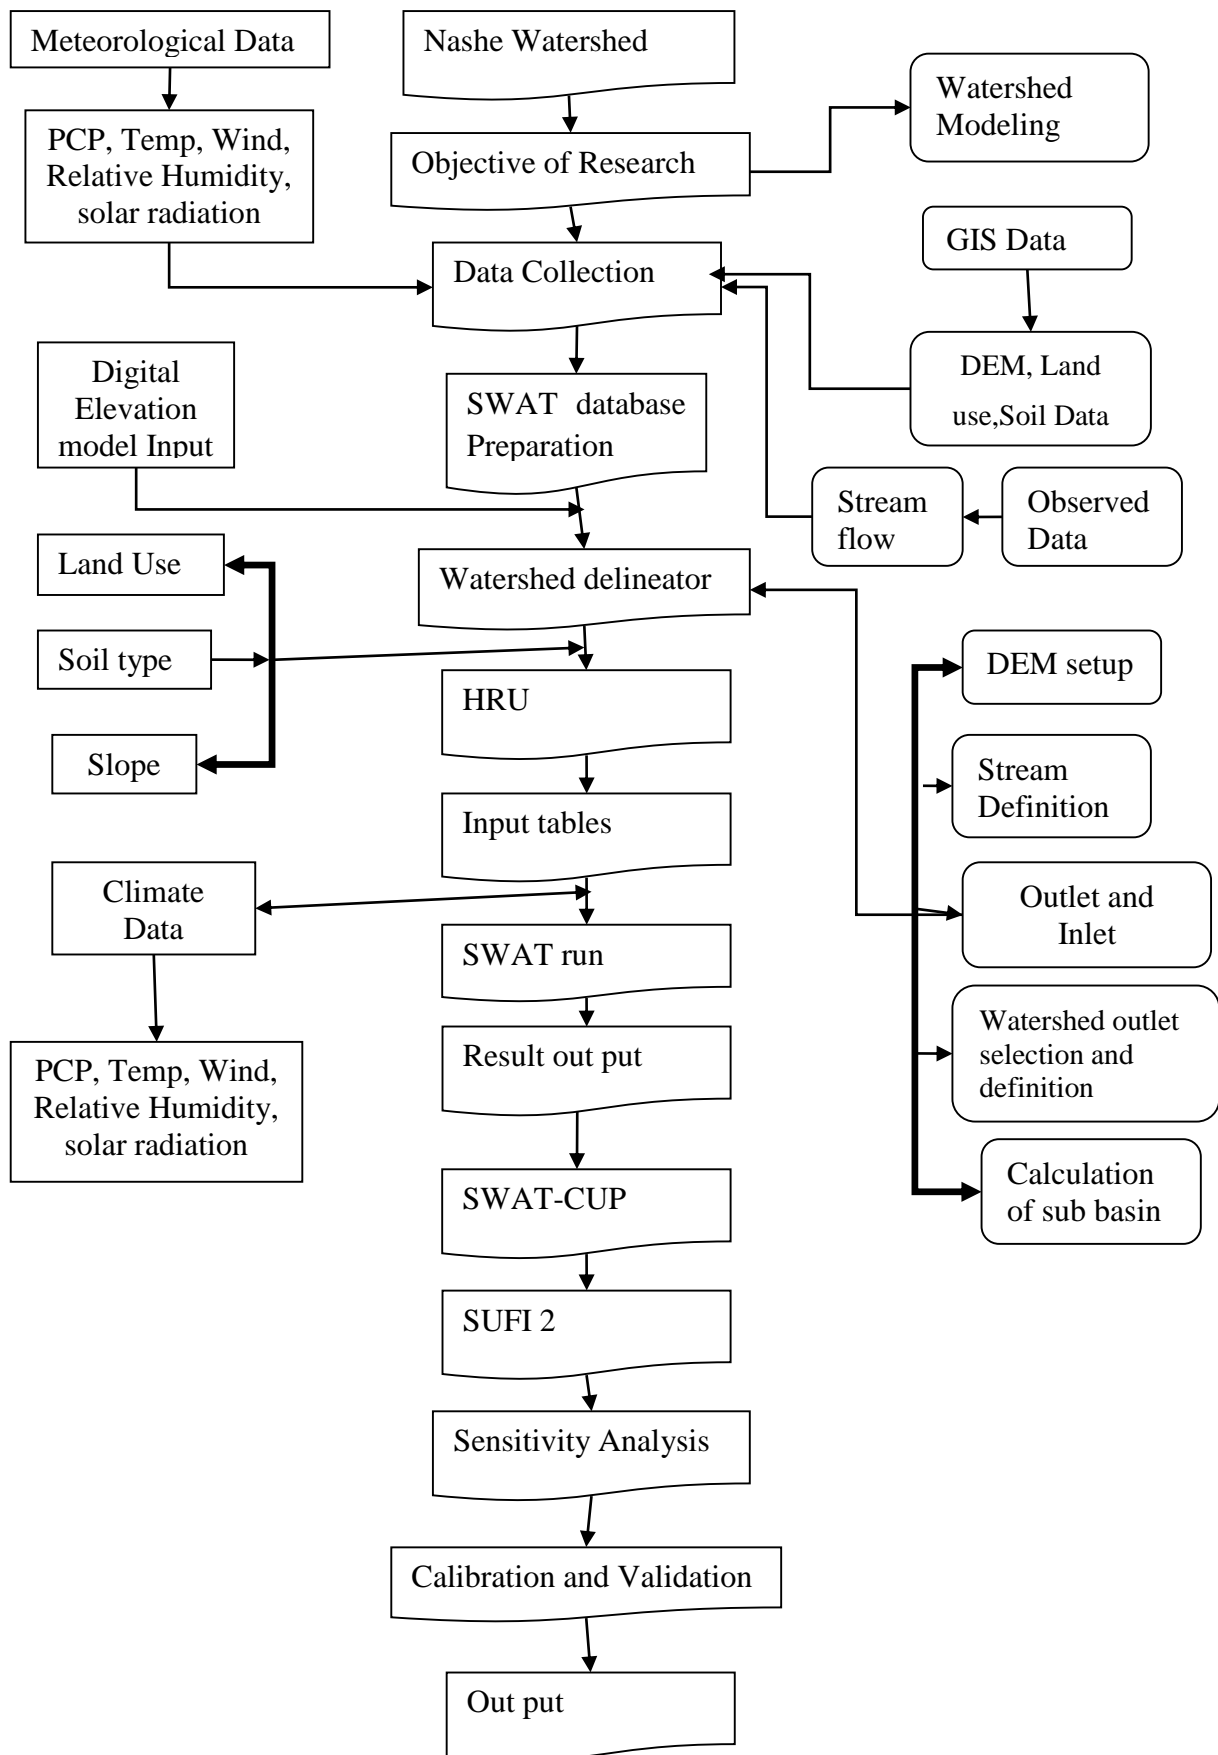 Meteorological Data
Nashe Watershed
Watershed
Modeling
PCP, Temp, Wind,
Relative Humidity,
solar radiation
Objective of Research
GIS Data
Data Collection
DEM, Land
use,Soil Data
Digital
Elevation
model Input
SWAT database
Preparation
Stream
flow
Observed
Data
Land Use
Watershed delineator
Soil type
DEM setup
HRU
Slope
Stream
Definition
Input tables
Climate
Data
Outlet and
Inlet
SWAT run
Watershed outlet
selection and
definition
Result out put
PCP, Temp, Wind,
Relative Humidity,
solar radiation
SWAT-CUP
Calculation
of sub basin
SUFI 2
Sensitivity Analysis
Calibration and Validation
Out put